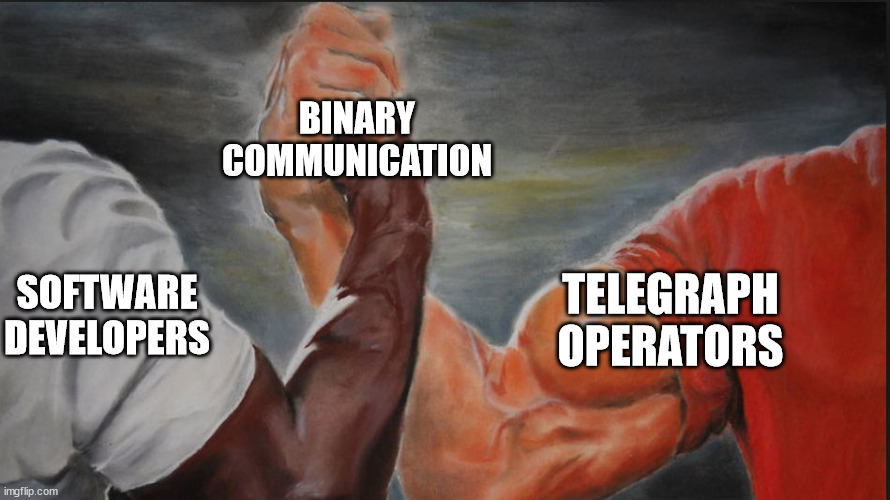 BINARY
COMMUNICATION
SOFTWARE
DEVELOPERS
TELEGRAPH
OPERATORS
imgflip.com